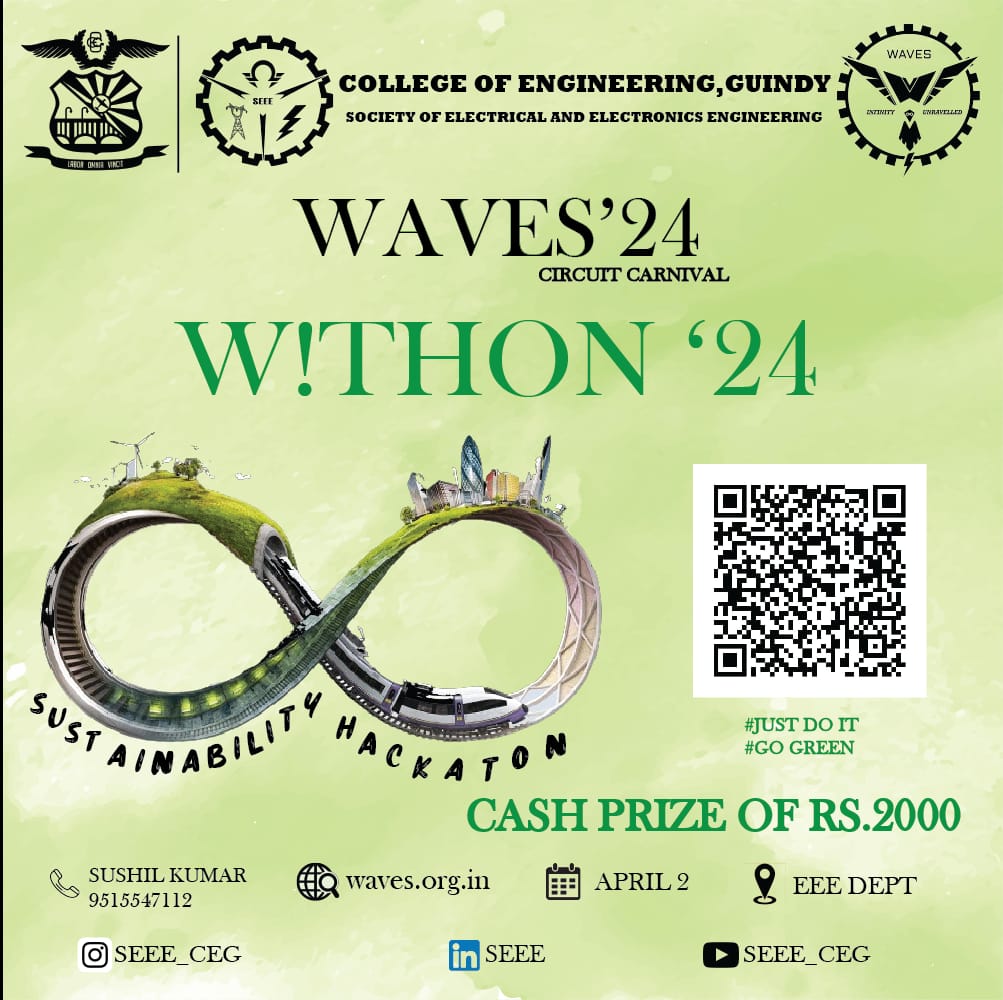 LABOR OMNIA VINCIT
SEEE
COLLEGE OF ENGINEERING,GUINDY
SOCIETY OF ELECTRICAL AND ELECTRONICS ENGINEERING
WAVES
INFINITY UNRAVELLED
WAVES’24
CIRCUIT CARNIVAL
W!THON ‘24
SUSTAINABILITY HACKATON
#JUST DO IT
#GO GREEN
CASH PRIZE OF RS.2000
SUSHIL KUMAR
9515547112
waves.org.in
APRIL 2
EEE DEPT
SEEE_CEG
in SEEE
SEEE_CEG